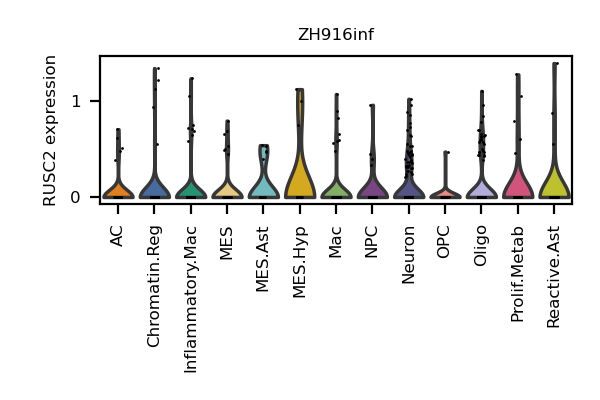 ZH916inf
RUSC2 expression
1
0
AC
Chromatin.Reg
Inflammatory.Mac
MES
MES.Ast
MES.Hyp
Mac
NPC
Neuron
OPC
Oligo
Prolif.Metab
Reactive.Ast